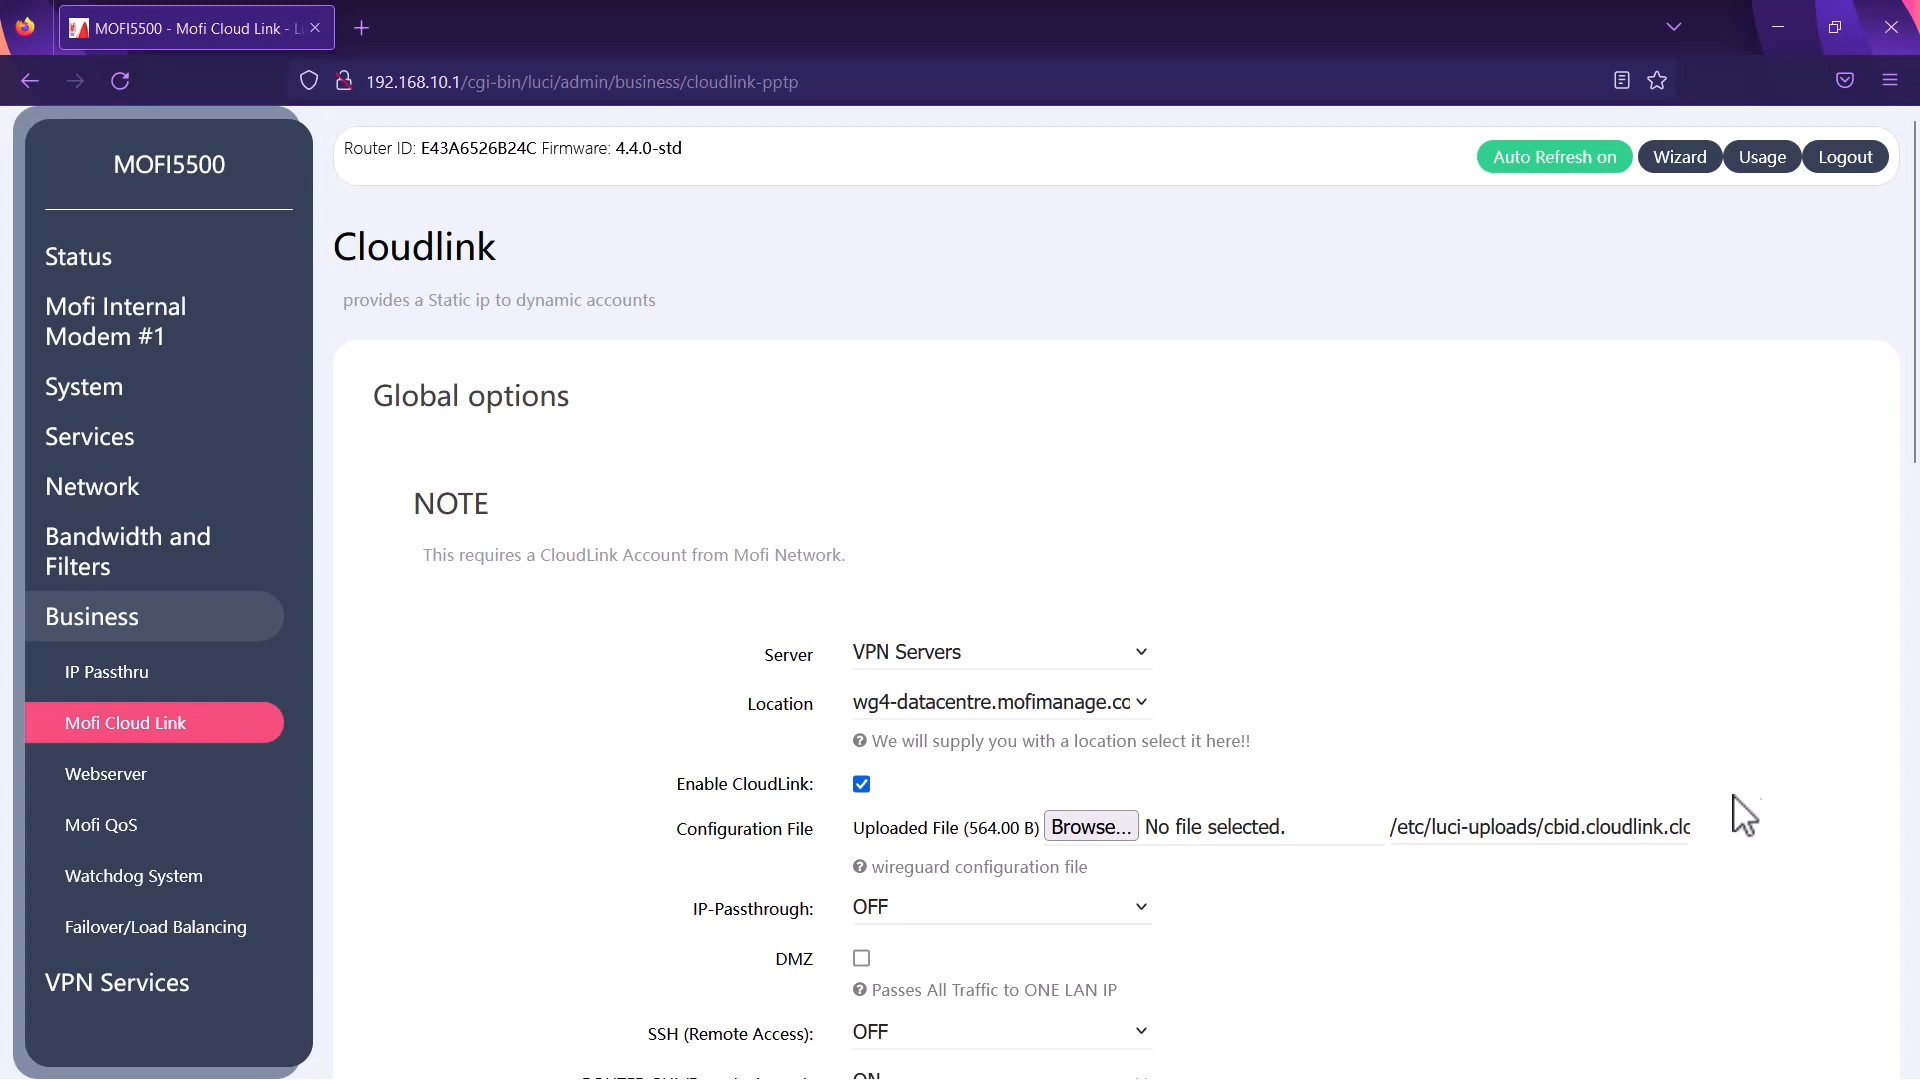 MOFI5500 - Mofi Cloud Link - L
192.168.10.1/cgi-bin/luci/admin/business/cloudlink-pptp
MOFI5500
Status
Mofi Internal
Modem #1
System
Services
Network
Bandwidth and
Filters
Business
IP Passthru
Mofi Cloud Link
Webserver
Mofi QoS
Watchdog System
Failover/Load Balancing
VPN Services
Router ID: E43A6526B24C Firmware: 4.4.0-std
Auto Refresh on
Wizard
Usage
Logout
Cloudlink
provides a Static ip to dynamic accounts
Global options
NOTE
This requires a CloudLink Account from Mofi Network.
Server
VPN Servers
Location
wg4-datacentre.mofimanage.co
We will supply you with a location select it here!!
Enable CloudLink:
Configuration File
Uploaded File (564.00 B) Browse... No file selected.
/etc/luci-uploads/cbid.cloudlink.clo
wireguard configuration file
IP-Passthrough:
OFF
DMZ
Passes All Traffic to ONE LAN IP
SSH (Remote Access):
OFF
ON